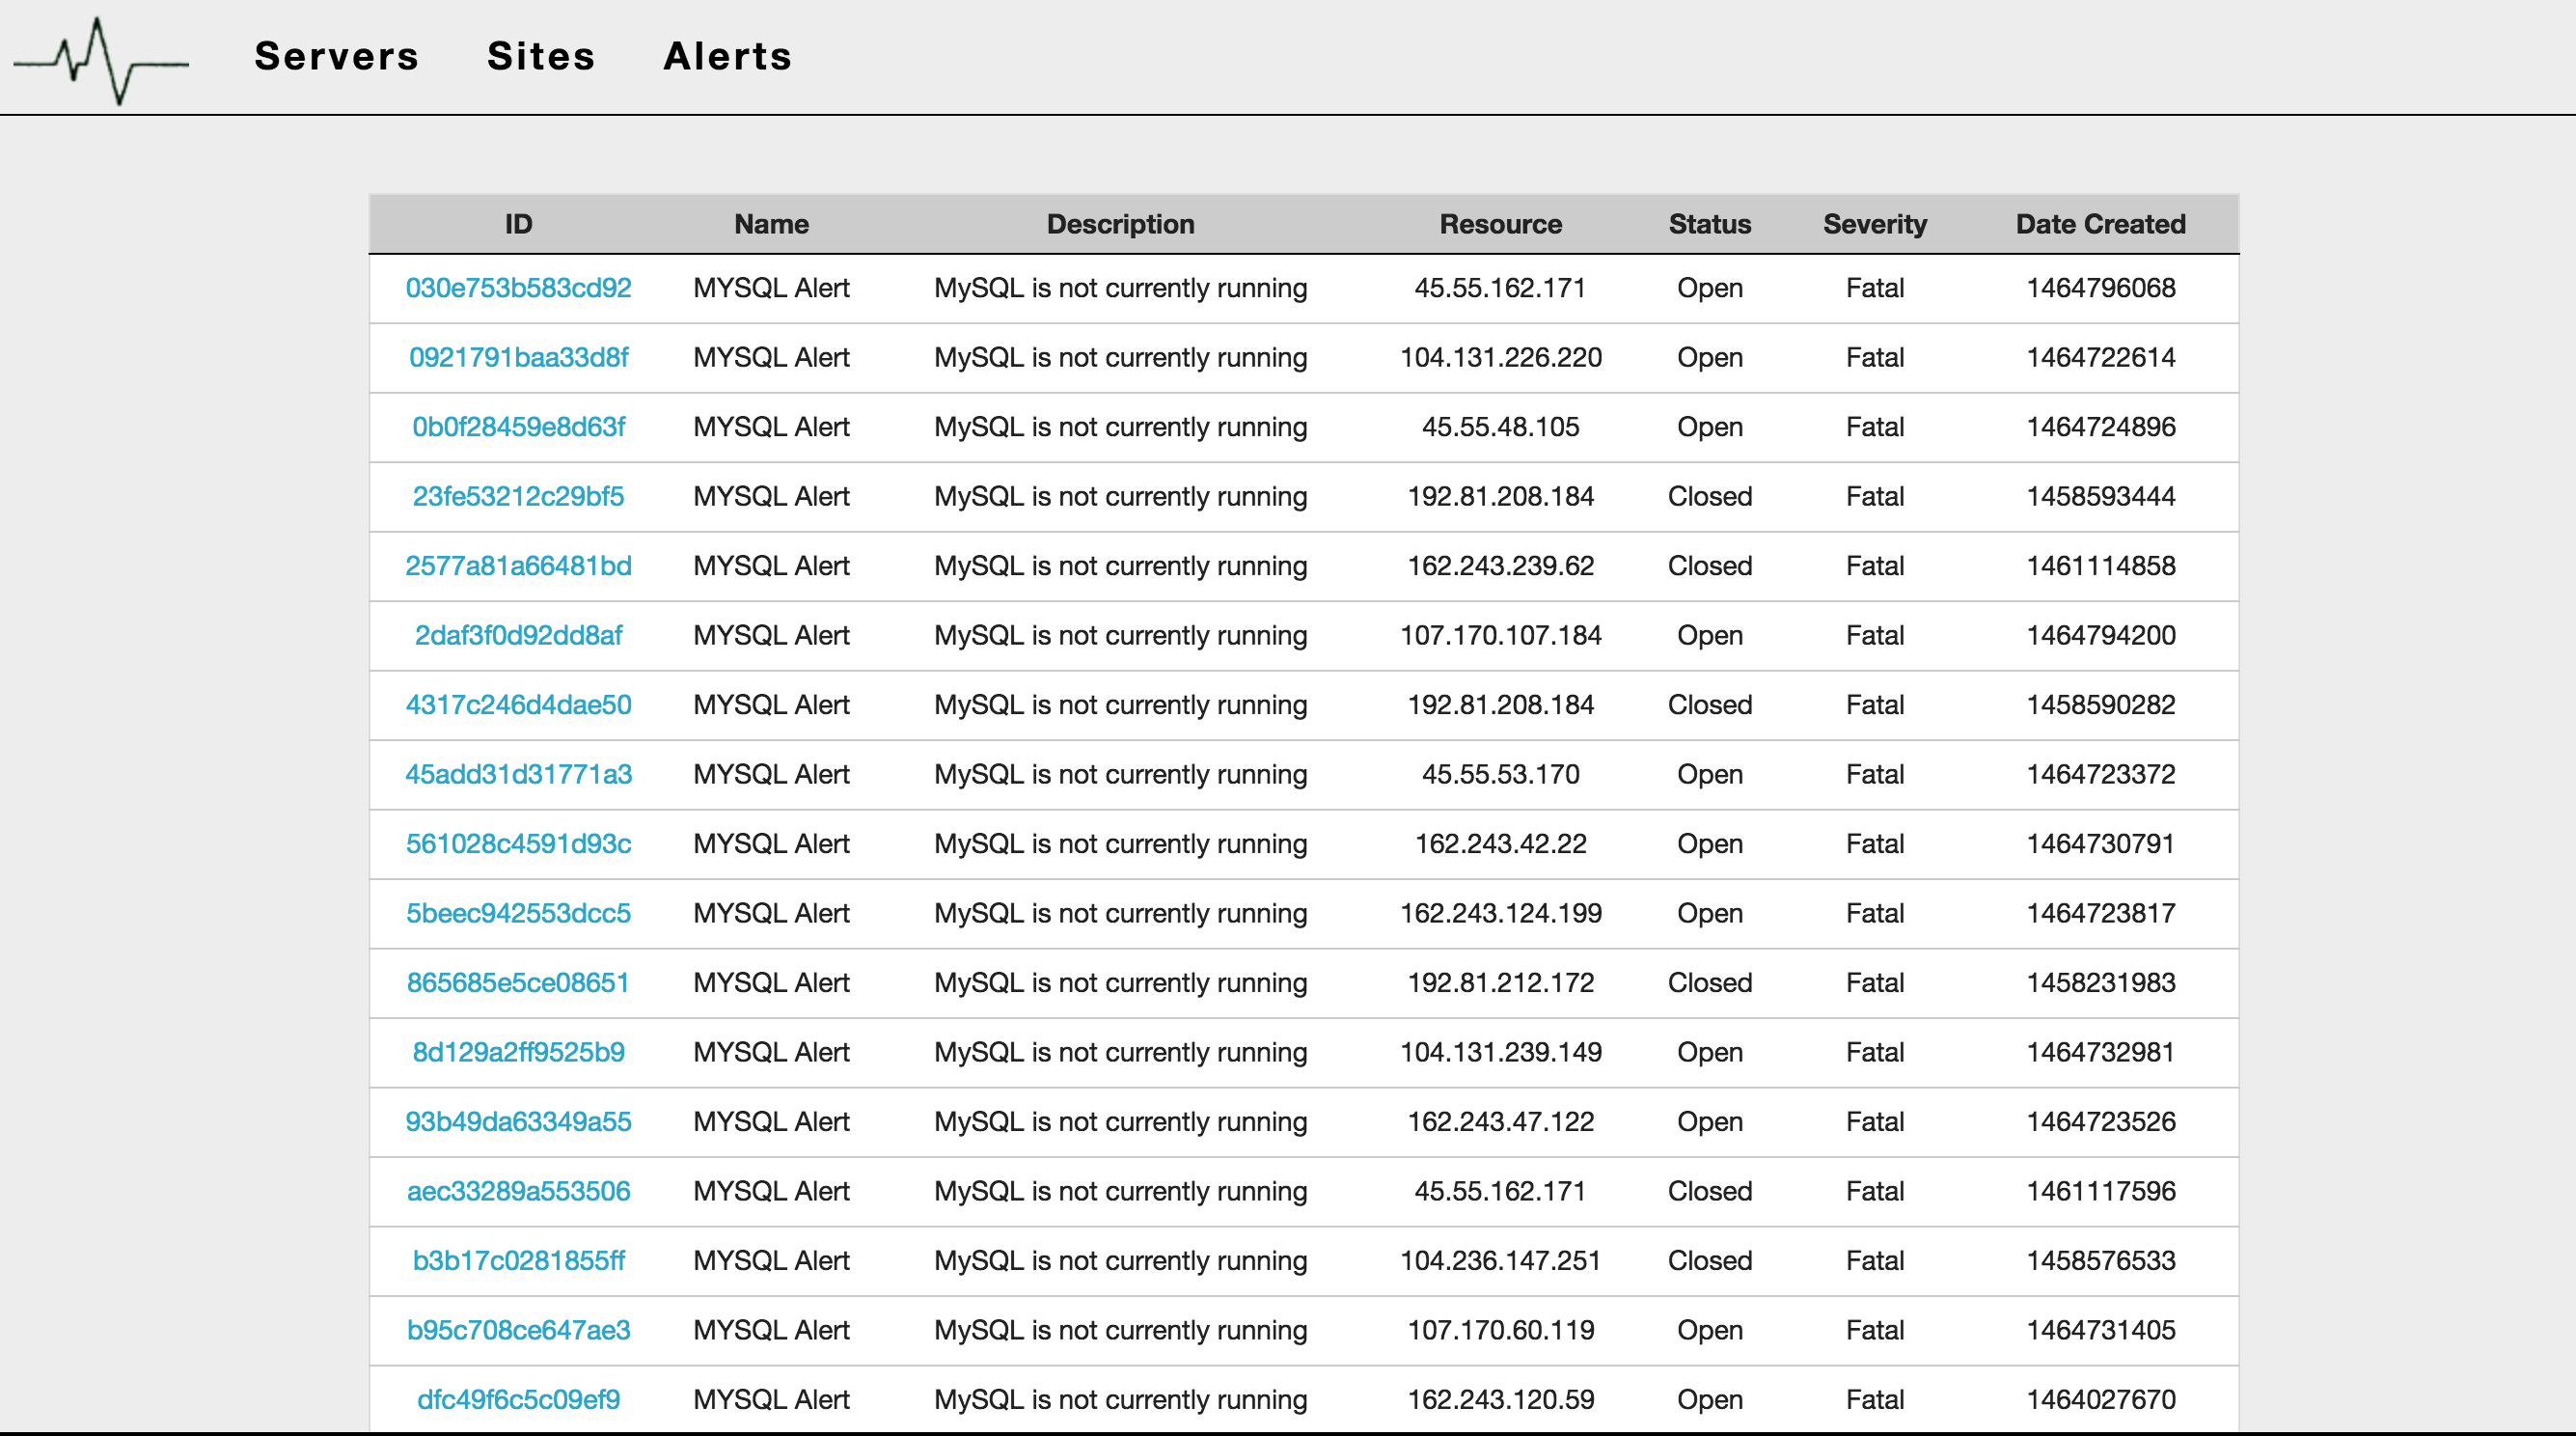 Servers Sites Alerts
ID Name Description Resource Status Severity Date Created
030e753b583cd92 MYSQL Alert MySQL is not currently running 45.55.162.171 Open Fatal 1464796068
0921791baa33d8f MYSQL Alert MySQL is not currently running 104.131.226.220 Open Fatal 1464722614
0b0f28459e8d63f MYSQL Alert MySQL is not currently running 45.55.48.105 Open Fatal 1464724896
23fe53212c29bf5 MYSQL Alert MySQL is not currently running 192.81.208.184 Closed Fatal 1458593444
2577a81a66481bd MYSQL Alert MySQL is not currently running 162.243.239.62 Closed Fatal 1461114858
2daf3f0d92dd8af MYSQL Alert MySQL is not currently running 107.170.107.184 Open Fatal 1464794200
4317c246d4dae50 MYSQL Alert MySQL is not currently running 192.81.208.184 Closed Fatal 1458590282
45add31d31771a3 MYSQL Alert MySQL is not currently running 45.55.53.170 Open Fatal 1464723372
561028c4591d93c MYSQL Alert MySQL is not currently running 162.243.42.22 Open Fatal 1464730791
5beec942553dcc5 MYSQL Alert MySQL is not currently running 162.243.124.199 Open Fatal 1464723817
865685e5ce08651 MYSQL Alert MySQL is not currently running 192.81.212.172 Closed Fatal 1458231983
8d129a2ff9525b9 MYSQL Alert MySQL is not currently running 104.131.239.149 Open Fatal 1464732981
93b49da63349a55 MYSQL Alert MySQL is not currently running 162.243.47.122 Open Fatal 1464723526
aec33289a553506 MYSQL Alert MySQL is not currently running 45.55.162.171 Closed Fatal 1461117596
b3b17c0281855ff MYSQL Alert MySQL is not currently running 104.236.147.251 Closed Fatal 1458576533
b95c708ce647ae3 MYSQL Alert MySQL is not currently running 107.170.60.119 Open Fatal 1464731405
dfc49f6c5c09ef9 MYSQL Alert MySQL is not currently running 162.243.120.59 Open Fatal 1464027670